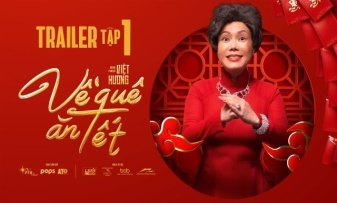 TRAILER TẬP 1
VIỆT HƯƠNG
Về quê
ăn Tết
POPS